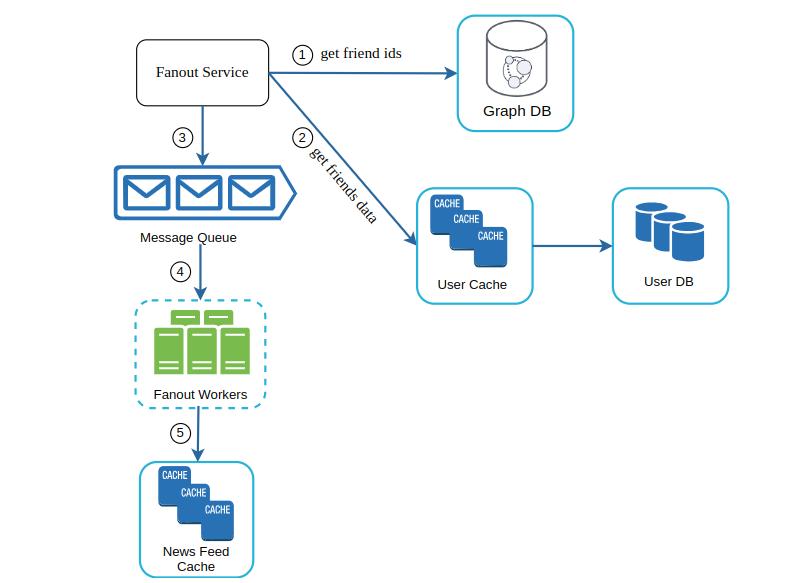 Fanout Service
1
get friend ids
Graph DB
2
get friends data
3
Message Queue
CACHE
CACHE
CACHE
User Cache
User DB
4
Fanout Workers
5
CACHE
CACHE
CACHE
News Feed
Cache